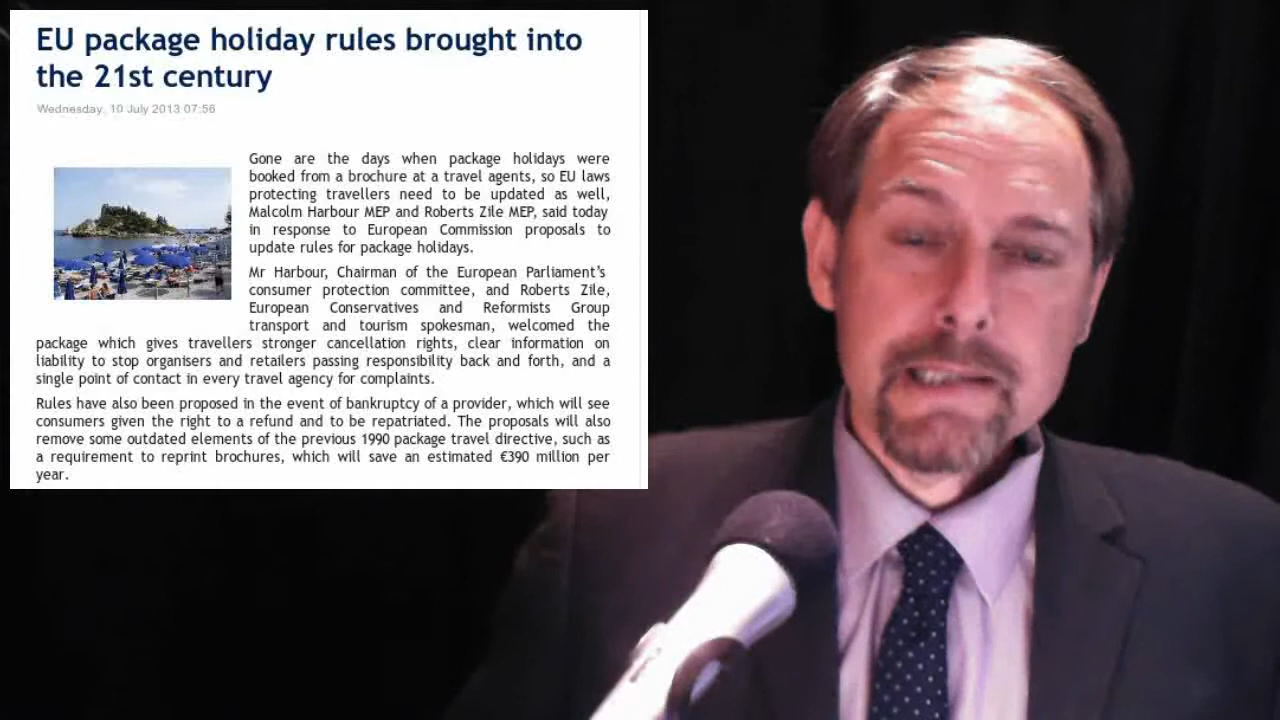 EU package holiday rules brought into
the 21st century
Wednesday, 10 July 2013 07:56
Gone are the days when package holidays were
booked from a brochure at a travel agents, so EU laws
protecting travellers need to be updated as well,
Malcolm Harbour MEP and Roberts Zile MEP, said today
in response to European Commission proposals to
update rules for package holidays.
Mr Harbour, Chairman of the European Parliament's
consumer protection committee, and Roberts Zile,
European Conservatives and Reformists Group
transport and tourism spokesman, welcomed the
package which gives travellers stronger cancellation rights, clear information on
liability to stop organisers and retailers passing responsibility back and forth, and a
single point of contact in every travel agency for complaints.
Rules have also been proposed in the event of bankruptcy of a provider, which will see
consumers given the right to a refund and to be repatriated. The proposals will also
remove some outdated elements of the previous 1990 package travel directive, such as
a requirement to reprint brochures, which will save an estimated €390 million per
year.